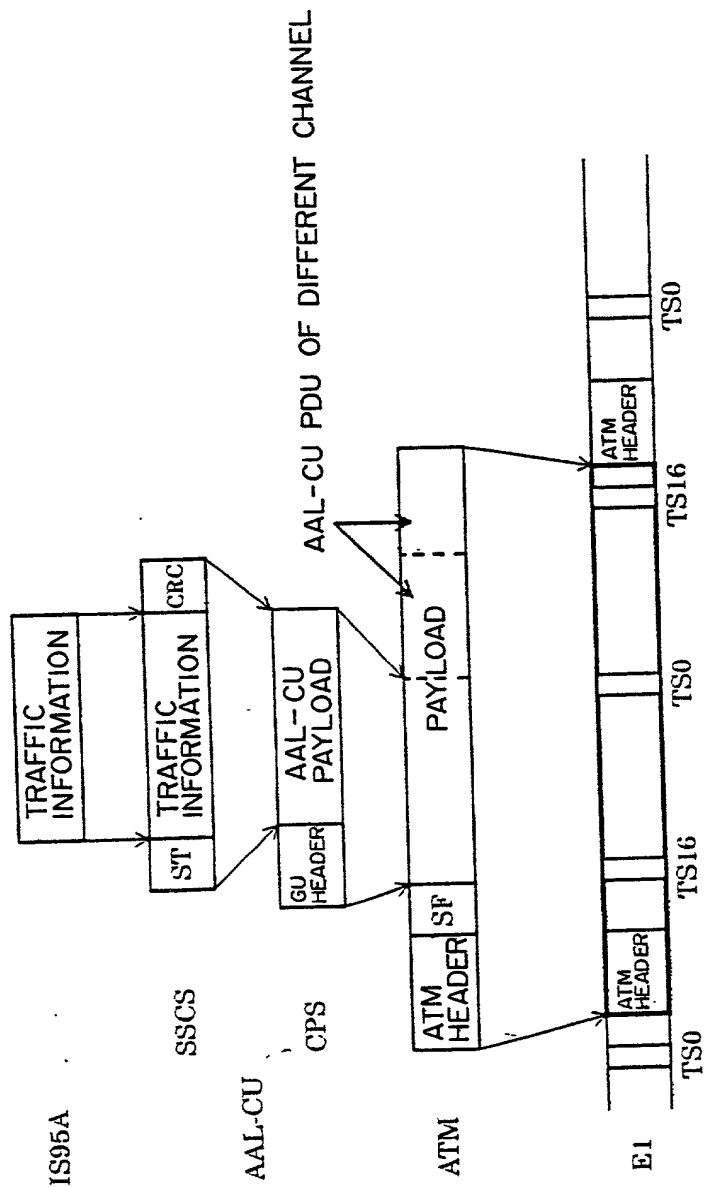 IS95A
TRAFFIC
INFORMATION
AAL-CU
SSCS
ST
TRAFFIC
INFORMATION
CRC
CPS
GU
HEADER
AAL-CU
PAYLOAD
AAL-CU PDU OF DIFFERENT CHANNEL
ATM
ATM
HEADER
SF
PAYLOAD
E1
ATM
HEADER
ATM
HEADER
TS0
TS16
TS0
TS16
TS0